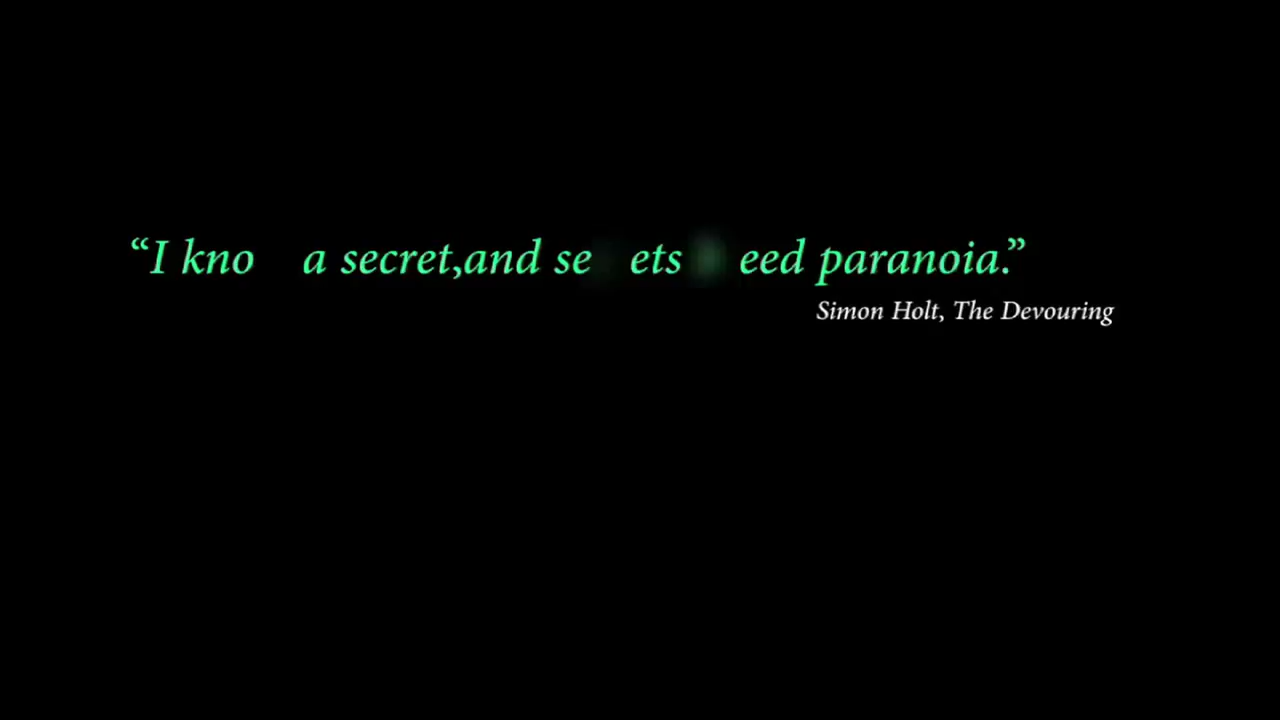 “I kno a secret,and se ets eed paranoia.”
Simon Holt, The Devouring